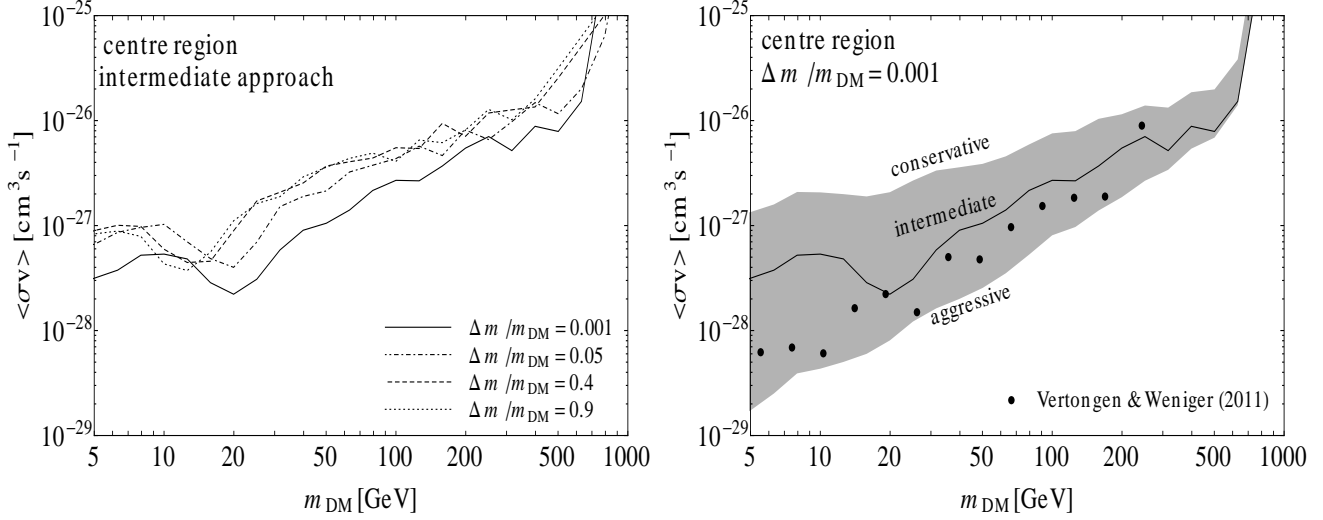 10⁻²⁵
10⁻²⁶
10⁻²⁷
10⁻²⁸
10⁻²⁹
<σv> [cm³s⁻¹]
centre region
intermediate approach
Δm/m_DM = 0.001
Δm/m_DM = 0.05
Δm/m_DM = 0.4
Δm/m_DM = 0.9
5 10 20 50 100 200 500 1000
m_DM [GeV]
10⁻²⁵
10⁻²⁶
10⁻²⁷
10⁻²⁸
10⁻²⁹
<σv> [cm³s⁻¹]
centre region
Δm/m_DM = 0.001
conservative
intermediate
aggressive
Vertongen & Weniger (2011)
5 10 20 50 100 200 500 1000
m_DM [GeV]